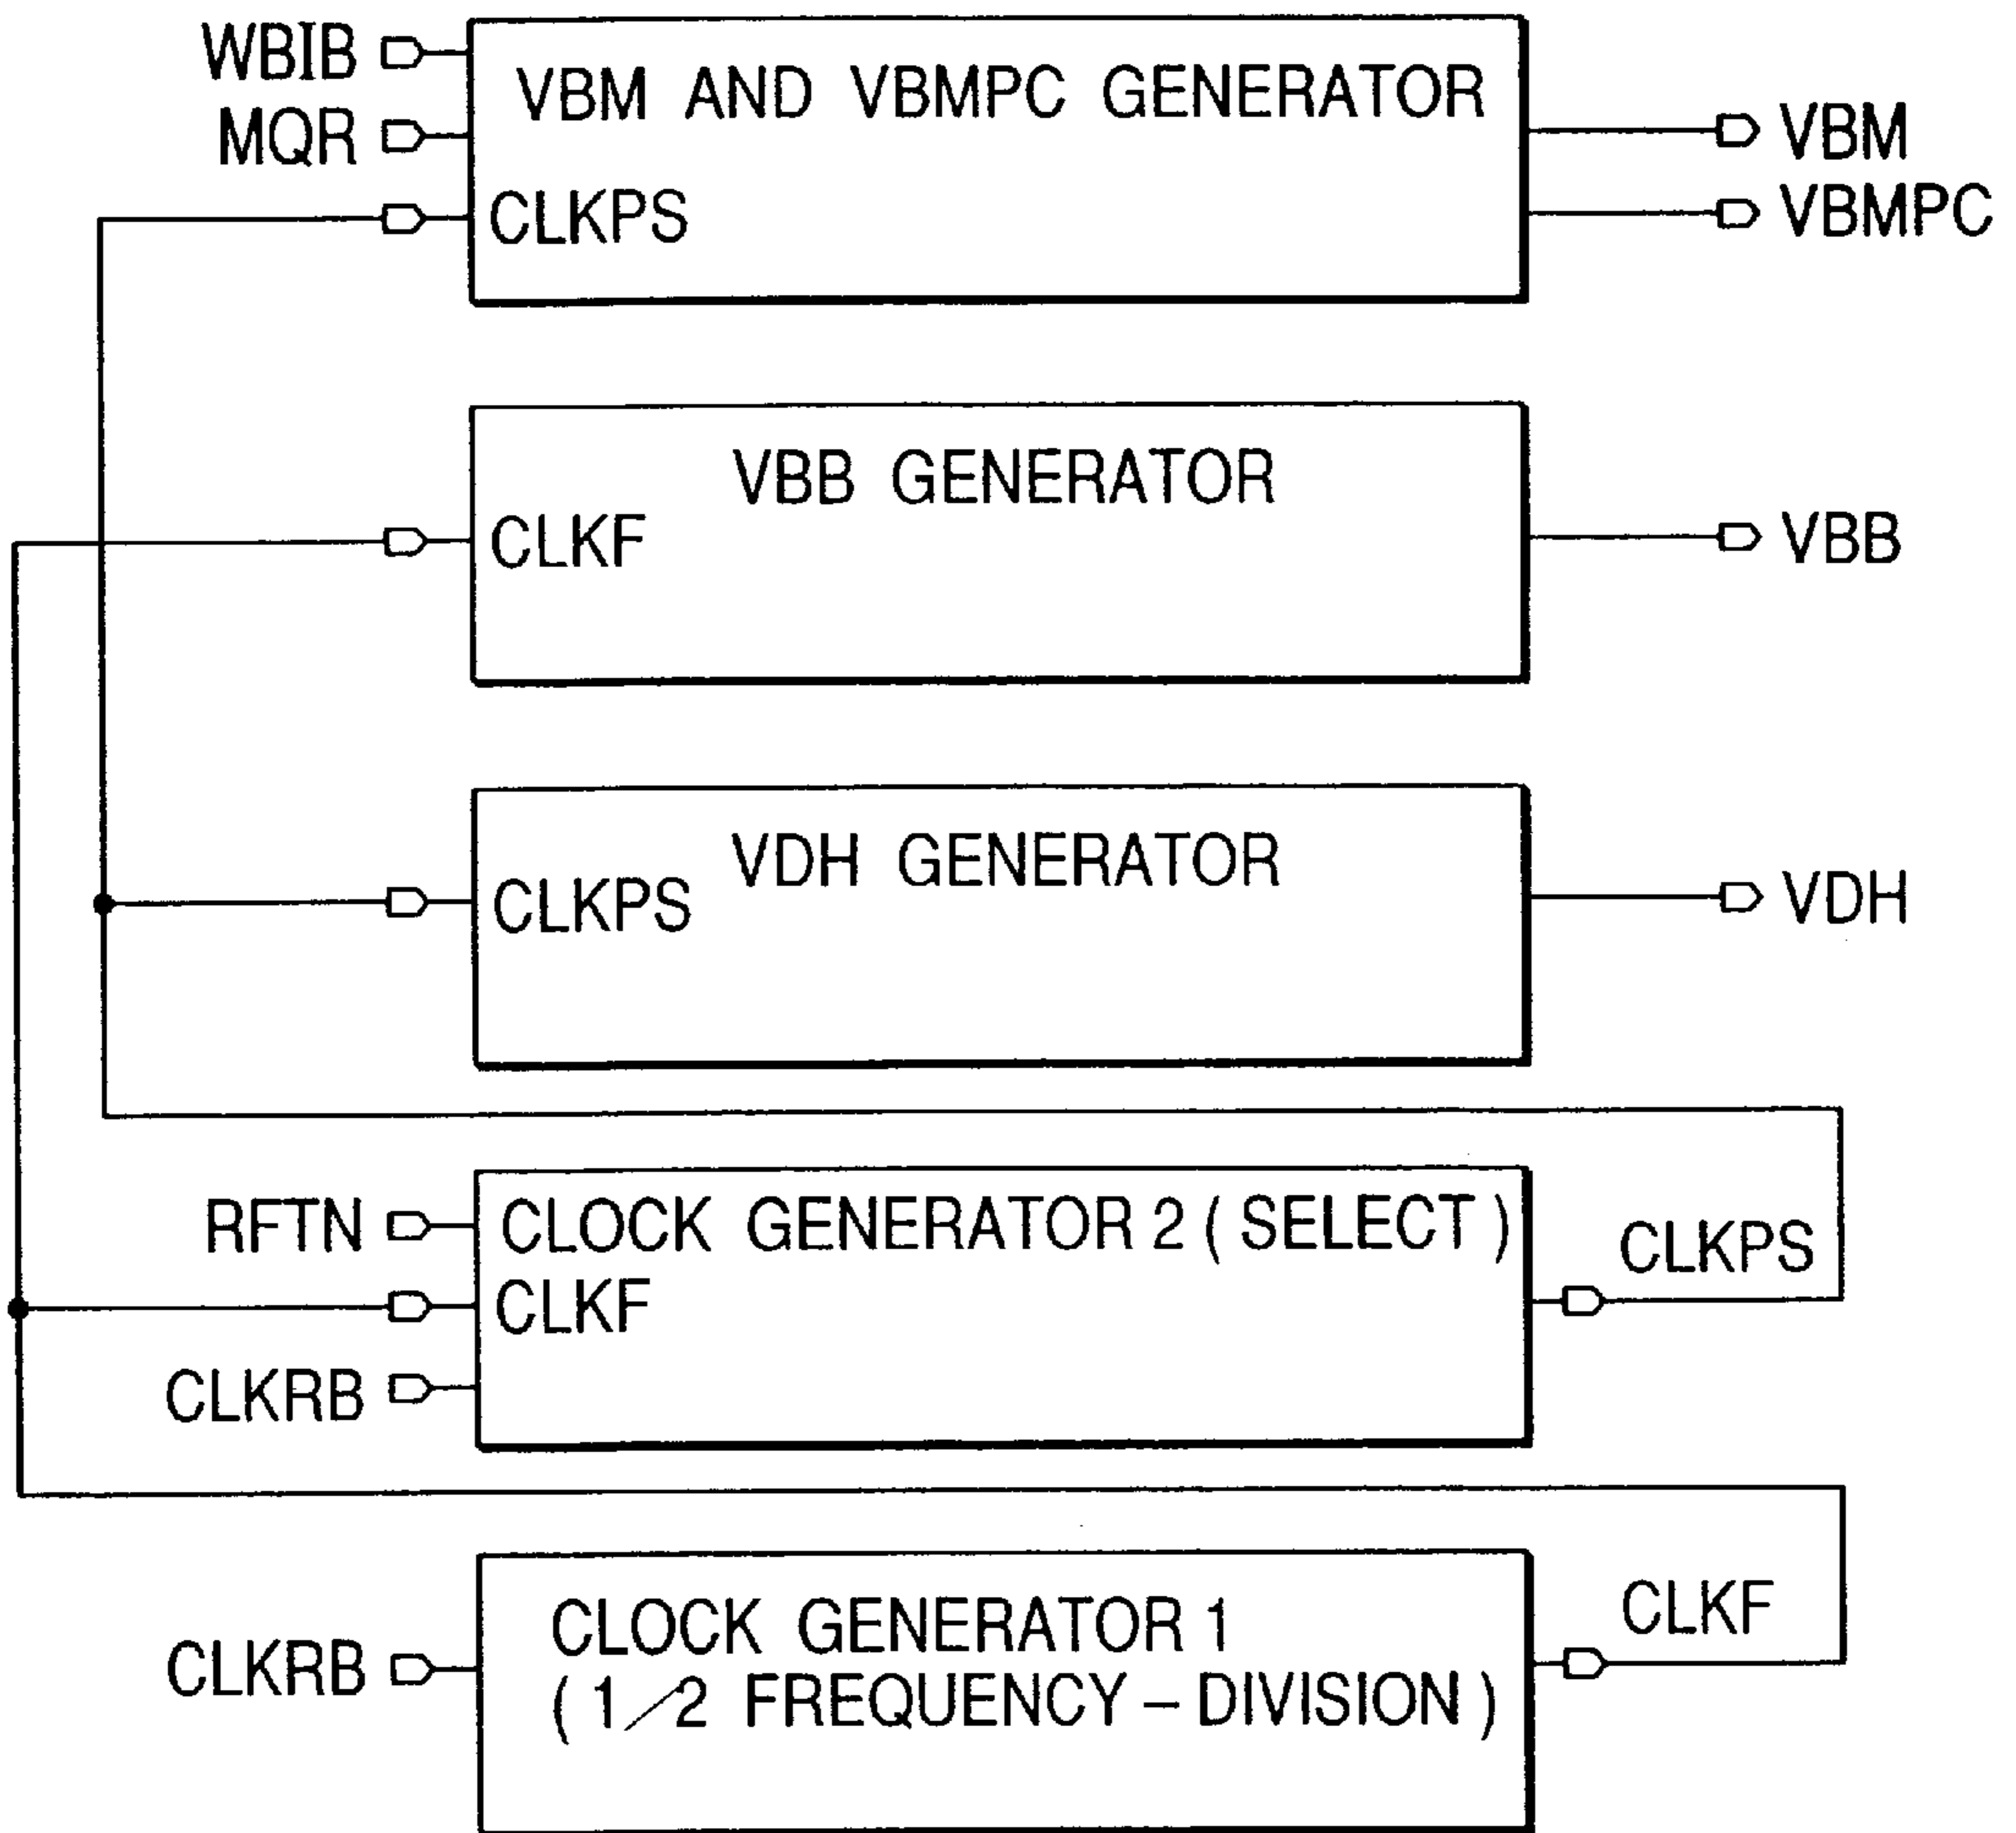 WBIB
MQR
VBM AND VBMPC GENERATOR
CLKPS
VBM
VBMPC
VBB GENERATOR
CLKF
VBB
VDH GENERATOR
CLKPS
VDH
RFTN
CLOCK GENERATOR 2 ( SELECT )
CLKF
CLKRB
CLKPS
CLKRB
CLOCK GENERATOR 1
( 1/2 FREQUENCY – DIVISION )
CLKF